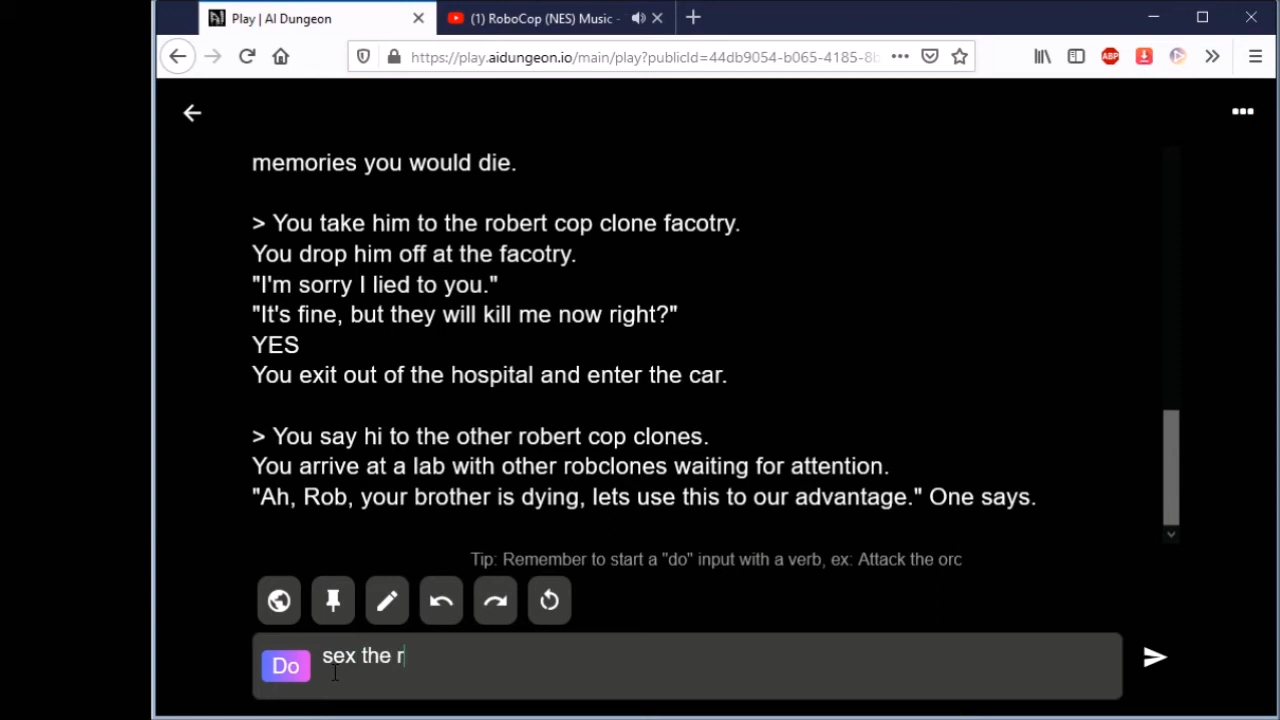 Play | AI Dungeon
(1) RoboCop (NES) Music -
https://play.aidungeon.io/main/play?publicId=44db9054-b065-4185-8b
ABP
memories you would die.
> You take him to the robert cop clone facotry.
You drop him off at the facotry.
"I'm sorry I lied to you."
"It's fine, but they will kill me now right?"
YES
You exit out of the hospital and enter the car.
> You say hi to the other robert cop clones.
You arrive at a lab with other robclones waiting for attention.
"Ah, Rob, your brother is dying, lets use this to our advantage." One says.
Tip: Remember to start a "do" input with a verb, ex: Attack the orc
Do sex the r